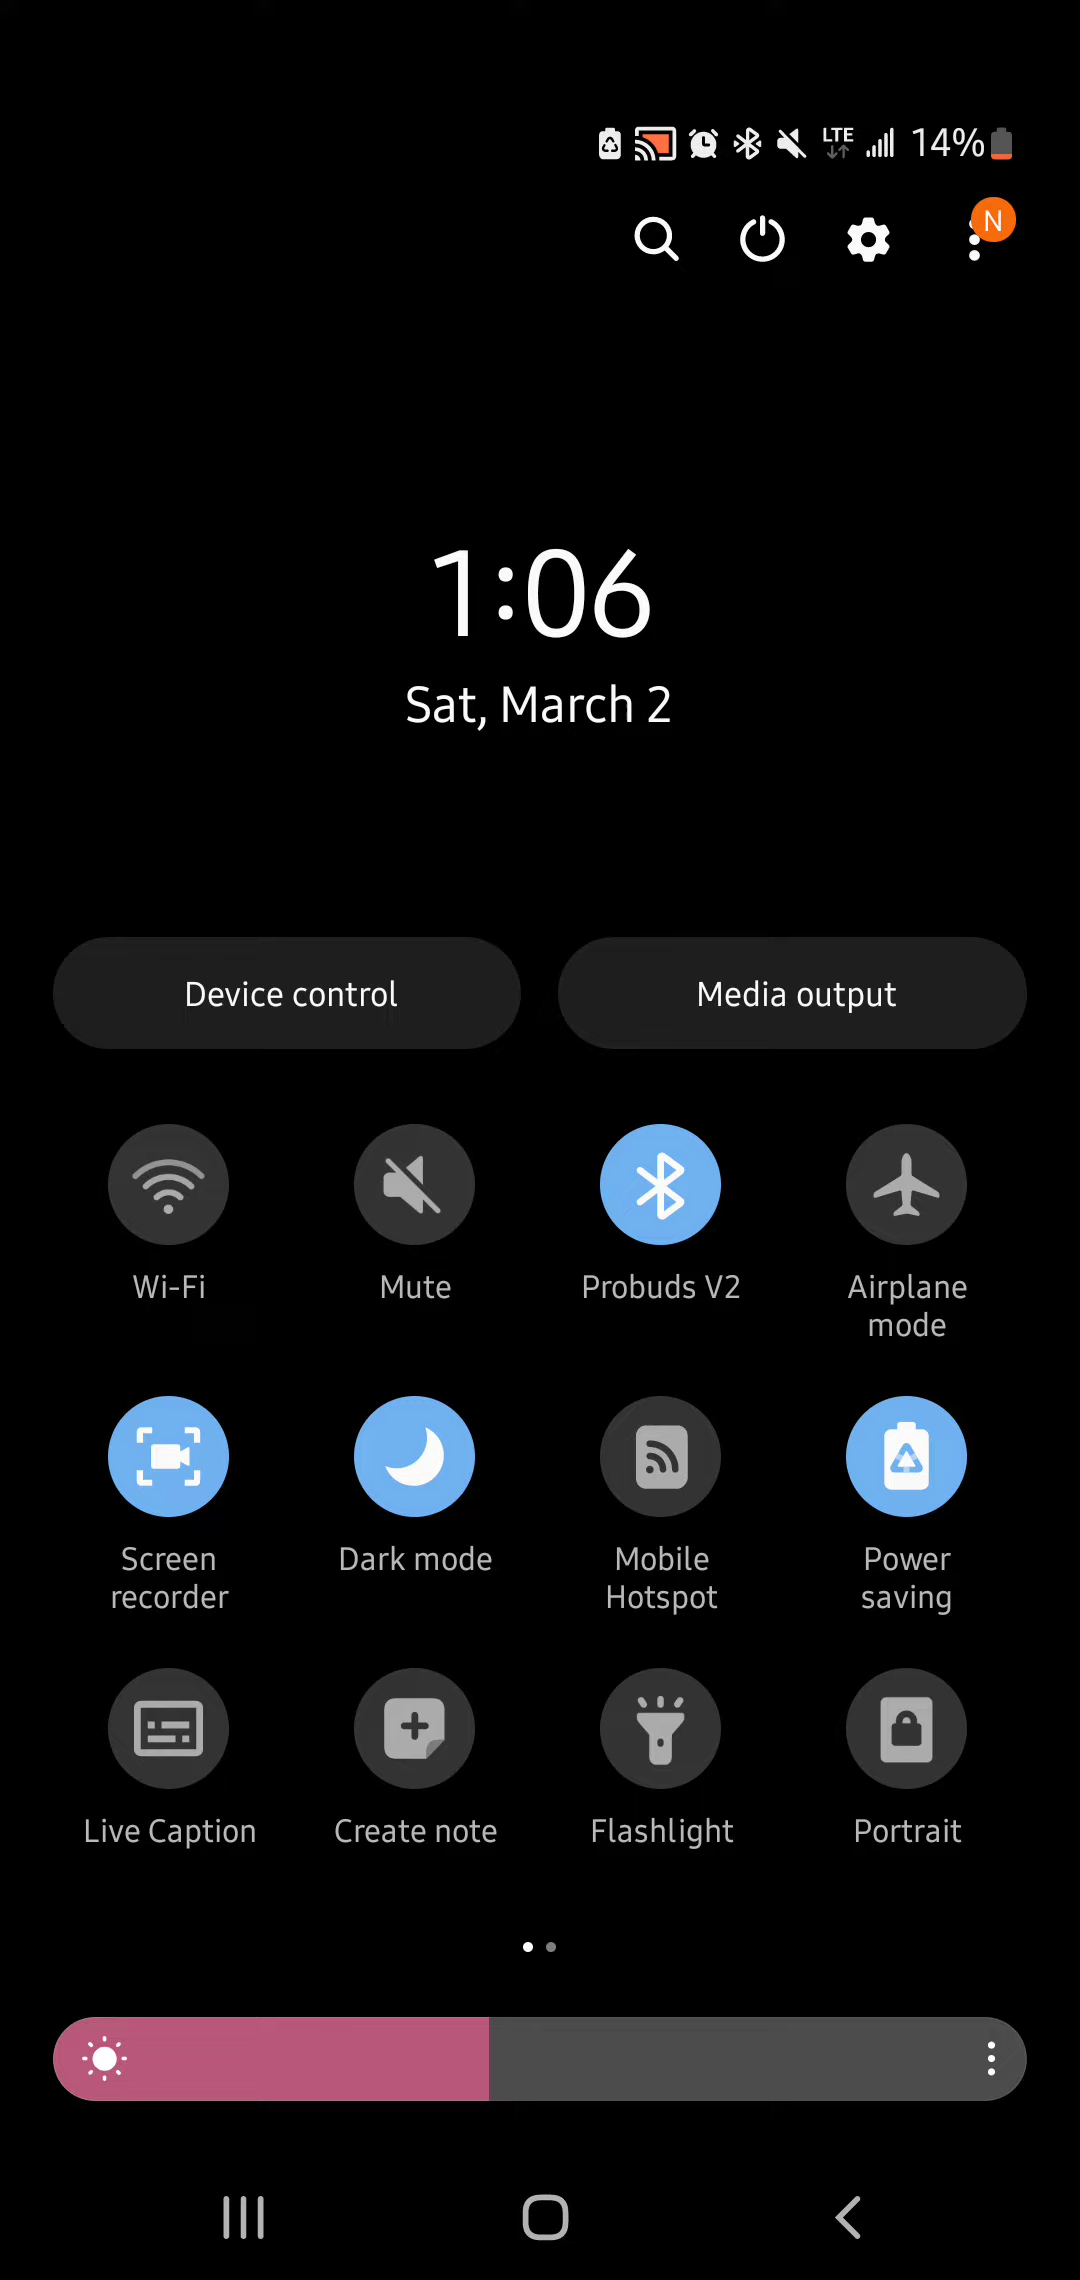 LTE 14%
N
1:06
Sat, March 2
Device control Media output
Wi-Fi Mute Probuds V2 Airplane
mode
Screen Dark mode Mobile Power
recorder Hotspot saving
Live Caption Create note Flashlight Portrait